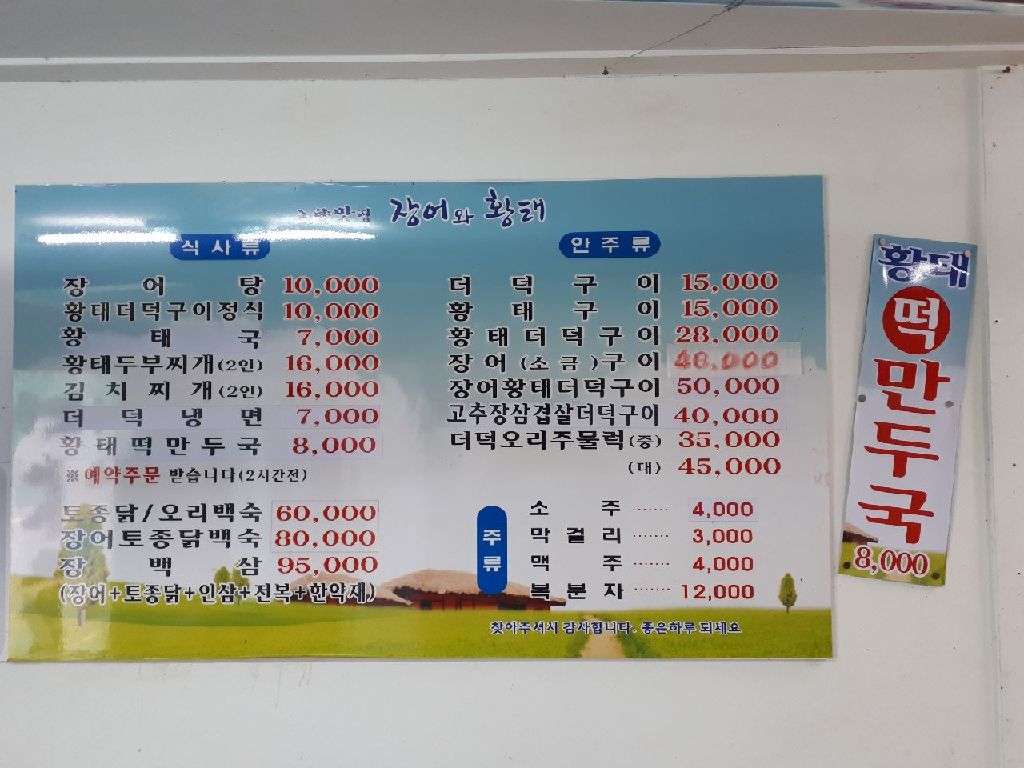 맛집 장어와 황태
식사류
장어탕 10,000
황태더덕구이정식 10,000
황태국 7,000
황태두부찌개(2인) 16,000
김치찌개(2인) 16,000
더덕냉면 7,000
황태떡만두국 8,000
※예약주문 받습니다(2시간전)
토종닭/오리백숙 60,000
장어토종닭백숙 80,000
장백삼 95,000
(장어+토종닭+인삼+전복+한약재)
안주류
더덕구이 15,000
황태구이 15,000
황태더덕구이 28,000
장어(소금)구이
장어황태더덕구이 50,000
고추장삼겹살더덕구이 40,000
더덕오리주물럭(중) 35,000
(대) 45,000
주류
소주 ...... 4,000
막걸리 ...... 3,000
맥주 ...... 4,000
복분자 ...... 12,000
찾아주셔서 감사합니다. 좋은하루 되세요
황태
떡
만
두
국
8,000